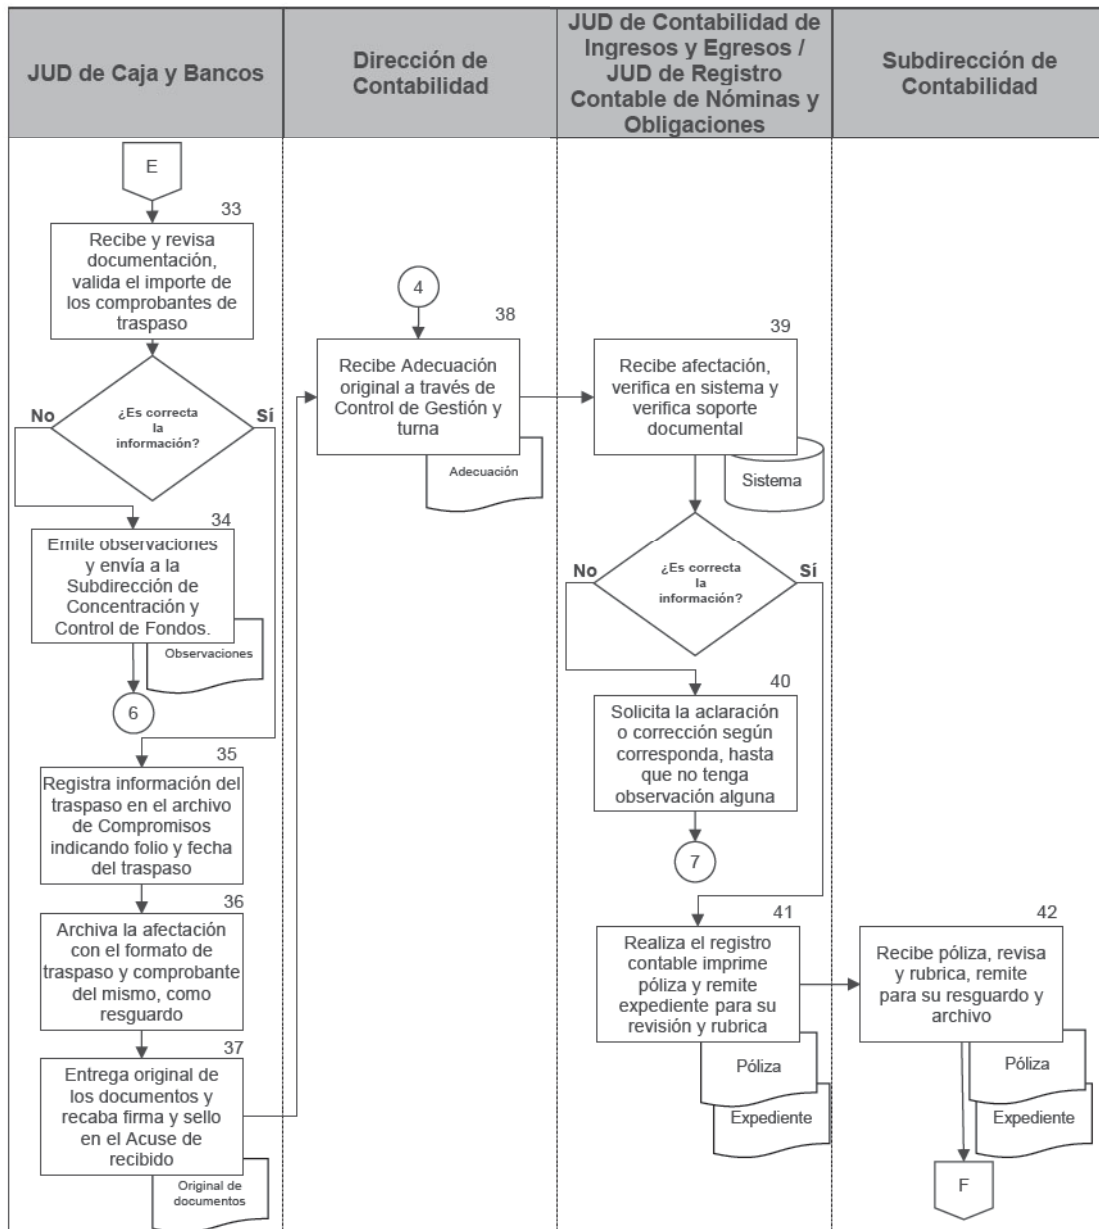 JUD de Caja y Bancos
Dirección de
Contabilidad
JUD de Contabilidad de
Ingresos y Egresos /
JUD de Registro
Contable de Nóminas y
Obligaciones
Subdirección de
Contabilidad
E
33
Recibe y revisa
documentación,
valida el importe de
los comprobantes de
traspaso
No
¿Es correcta
la
información?
Sí
34
Emite observaciones
y envía a la
Subdirección de
Concentración y
Control de Fondos.
Observaciones
6
35
Registra información del
traspaso en el archivo
de Compromisos
indicando folio y fecha
del traspaso
36
Archiva la afectación
con el formato de
traspaso y comprobante
del mismo, como
resguardo
37
Entrega original de
los documentos y
recaba firma y sello
en el Acuse de
recibido
Original de
documentos
4
38
Recibe Adecuación
original a través de
Control de Gestión y
turna
Adecuación
39
Recibe afectación,
verifica en sistema y
verifica soporte
documental
Sistema
No
¿Es correcta
la
información?
Sí
40
Solicita la aclaración
o corrección según
corresponda, hasta
que no tenga
observación alguna
7
41
Realiza el registro
contable imprime
póliza y remite
expediente para su
revisión y rubrica
Póliza
Expediente
42
Recibe póliza, revisa
y rubrica, remite
para su resguardo y
archivo
Póliza
Expediente
F